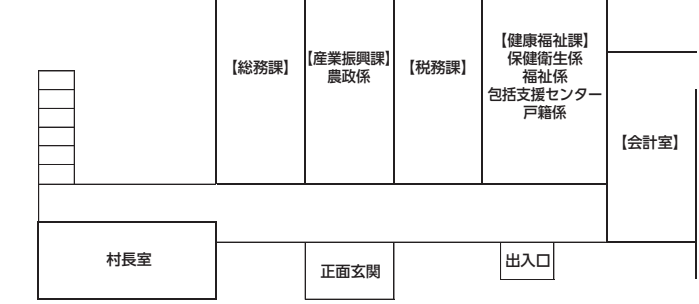 【総務課】
【産業振興課】
農政係
【税務課】
【健康福祉課】
保健衛生係
福祉係
包括支援センター
戸籍係
【会計室】
村長室
正面玄関
出入口